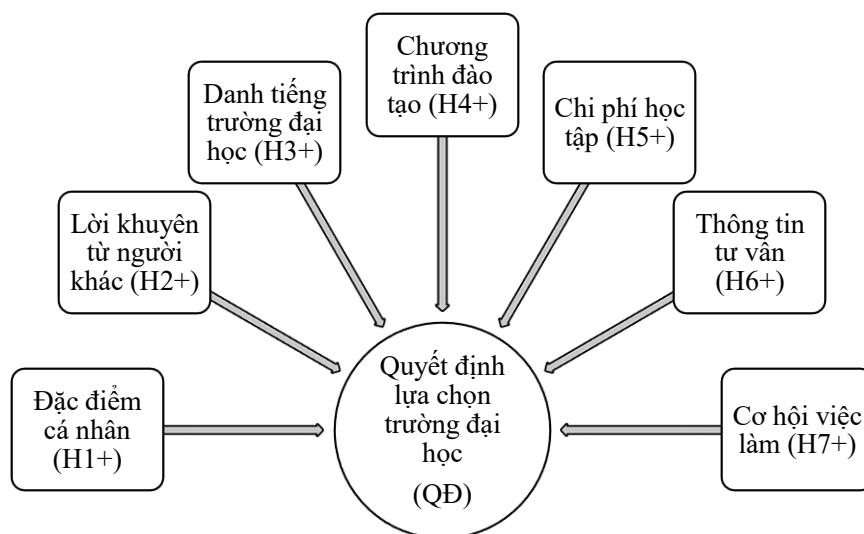 Đặc điểm
cá nhân
(H1+)
Lời khuyên
từ người
khác (H2+)
Danh tiếng
trường đại
học (H3+)
Chương
trình đào
tạo (H4+)
Chi phí học
tập (H5+)
Thông tin
tư vấn
(H6+)
Cơ hội việc
làm (H7+)
Quyết định
lựa chọn
trường đại
học
(QĐ)